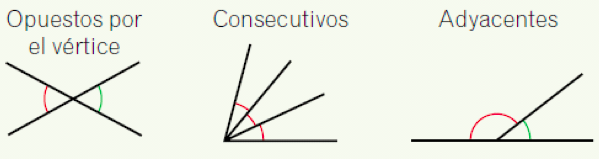 Opuestos por
el vértice
Consecutivos
Adyacentes